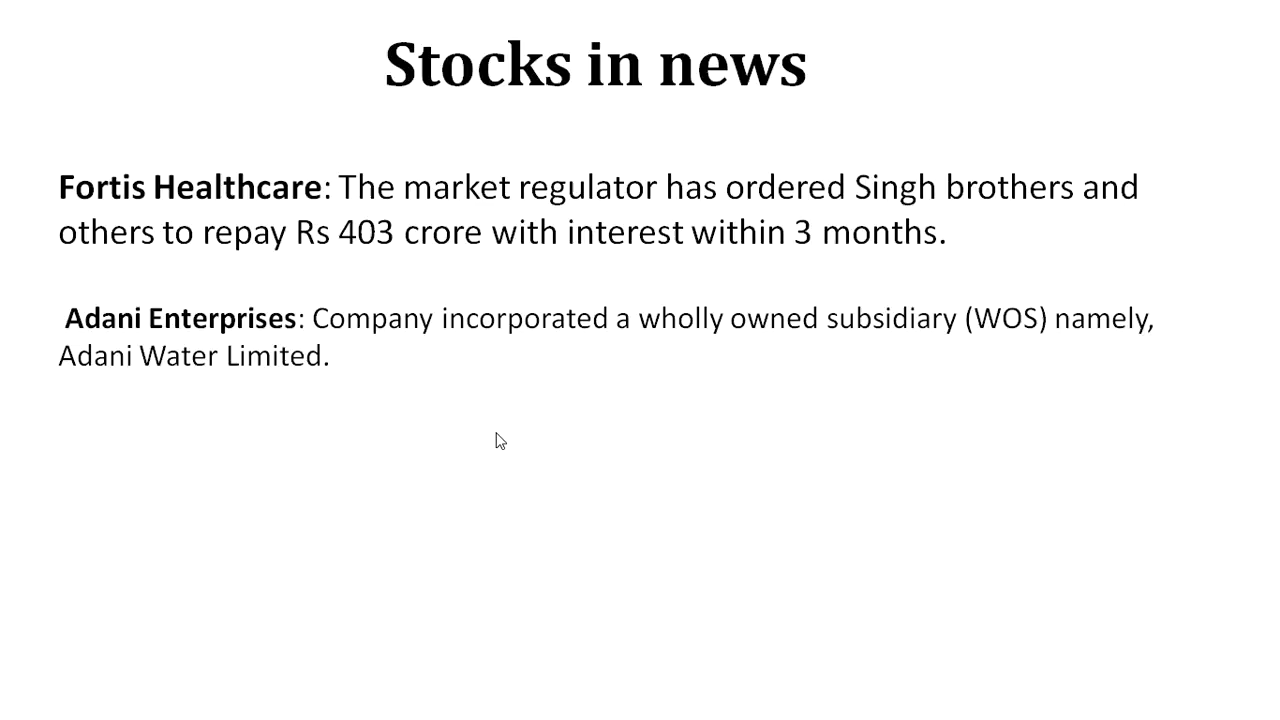 Stocks in news
Fortis Healthcare: The market regulator has ordered Singh brothers and
others to repay Rs 403 crore with interest within 3 months.
Adani Enterprises: Company incorporated a wholly owned subsidiary (WOS) namely,
Adani Water Limited.